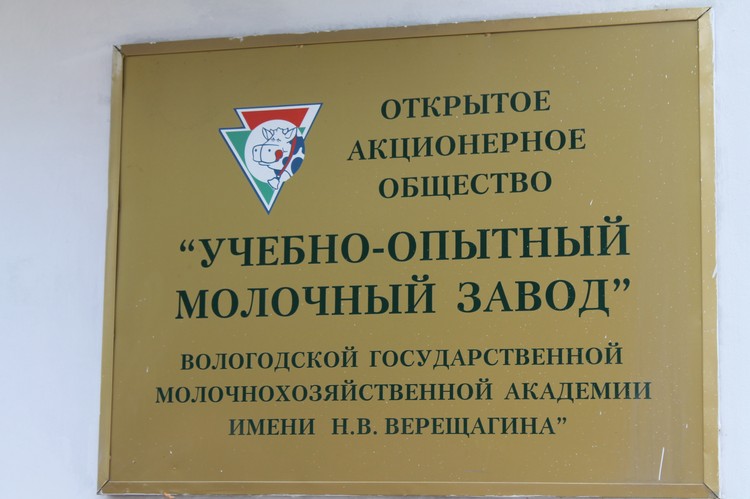 ОТКРЫТОЕ
АКЦИОНЕРНОЕ
ОБЩЕСТВО
“УЧЕБНО-ОПЫТНЫЙ
МОЛОЧНЫЙ ЗАВОД”
ВОЛОГОДСКОЙ ГОСУДАРСТВЕННОЙ
МОЛОЧНОХОЗЯЙСТВЕННОЙ АКАДЕМИИ
ИМЕНИ Н.В. ВЕРЕЩАГИНА”